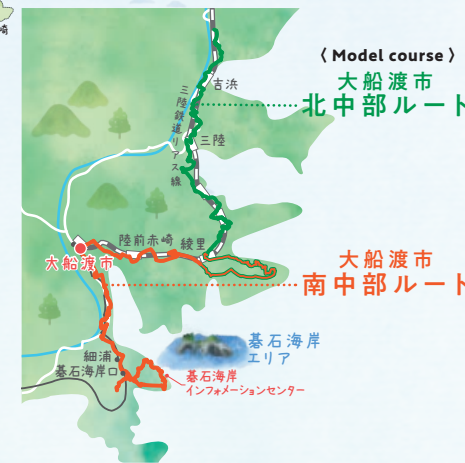 崎
〈 Model course 〉
大船渡市
北中部ルート
吉浜
三陸鉄道リアス線
三陸
陸前赤崎
綾里
大船渡市
大船渡市
南中部ルート
碁石海岸
エリア
細浦
碁石海岸口
碁石海岸
インフォメーションセンター